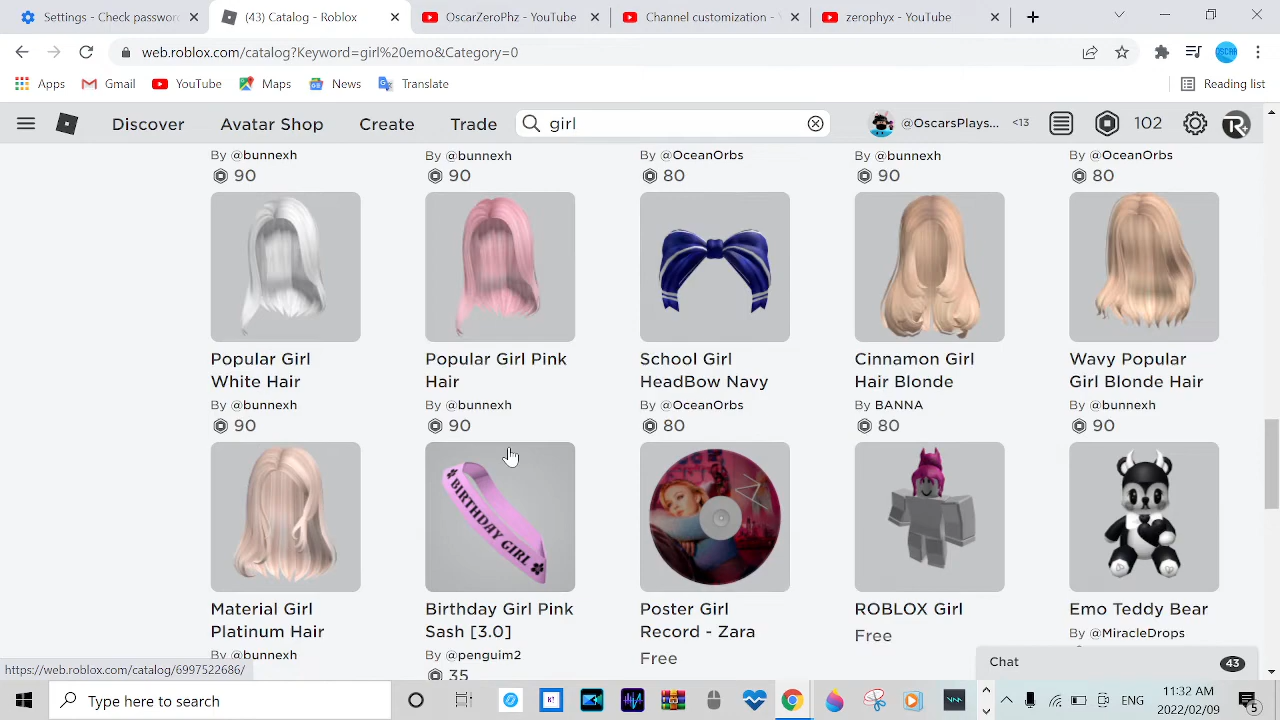 Settings - Checkersaccount
(43) Catalog - Roblox
OscarZeroPhz - YouTube
Channel customisation -
zerophyx - YouTube
web.roblox.com/catalog?Keyword=girl%20emo&Category=0
OSCAR
Apps
Gmail
YouTube
Maps
News
Translate
Reading list
Discover
Avatar Shop
Create
Trade
girl
@OscarsPlays...
<13
102
By @bunnexh
By @bunnexh
By @OceanOrbs
By @bunnexh
By @OceanOrbs
90
90
80
90
80
Popular Girl
White Hair
By @bunnexh
90
Popular Girl Pink
Hair
By @bunnexh
90
School Girl
HeadBow Navy
By @OceanOrbs
80
Cinnamon Girl
Hair Blonde
By BANNA
80
Wavy Popular
Girl Blonde Hair
By @bunnexh
90
BIRTHDAY GIRL
Material Girl
Platinum Hair
By @bunnexh
Birthday Girl Pink
Sash [3.0]
By @penguim2
35
Poster Girl
Record - Zara
Free
ROBLOX Girl
Free
Emo Teddy Bear
By @MiracleDrops
Chat
43
https://web.roblox.com/catalog/6997522686/
Type here to search
ENG
11:32 AM
2022/02/09
5